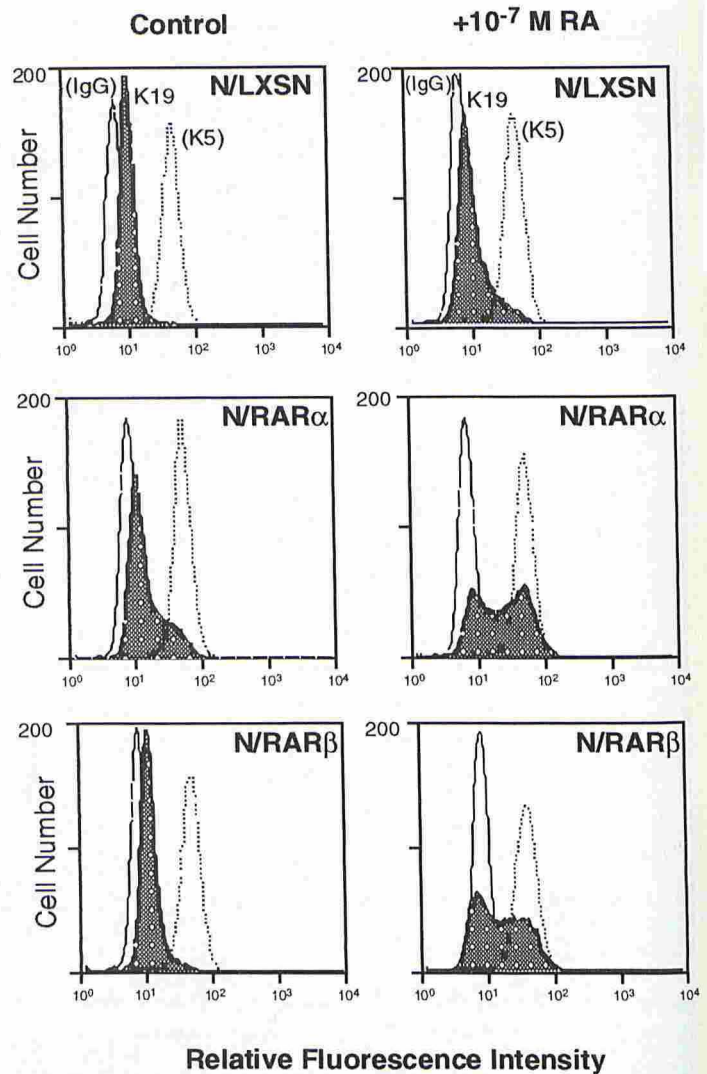 Control
+10⁻⁷ M RA
200
(IgG)
K19
(K5)
N/LXSN
Cell Number
10⁰ 10¹ 10² 10³ 10⁴
200
(IgG)
K19
(K5)
N/LXSN
10⁰ 10¹ 10² 10³ 10⁴
200
N/RARα
Cell Number
10⁰ 10¹ 10² 10³ 10⁴
200
N/RARα
10⁰ 10¹ 10² 10³ 10⁴
200
N/RARβ
Cell Number
10⁰ 10¹ 10² 10³ 10⁴
200
N/RARβ
10⁰ 10¹ 10² 10³ 10⁴
Relative Fluorescence Intensity